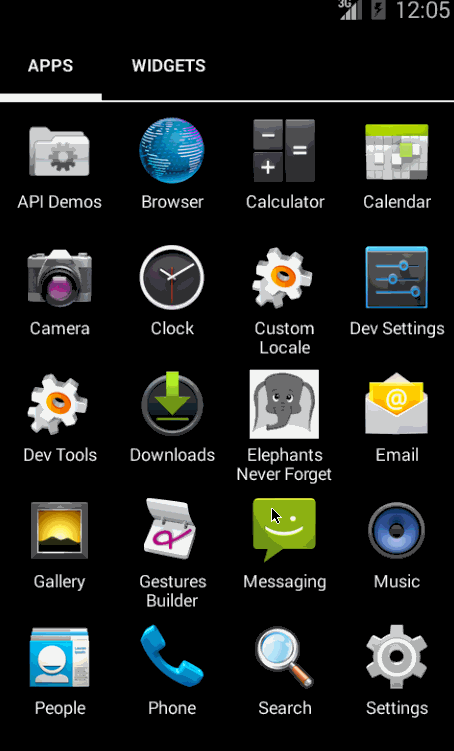 3G 12:05
APPS WIDGETS
API Demos Browser Calculator Calendar
Camera Clock Custom Locale Dev Settings
Dev Tools Downloads Elephants Never Forget Email
Gallery Gestures Builder Messaging Music
People Phone Search Settings